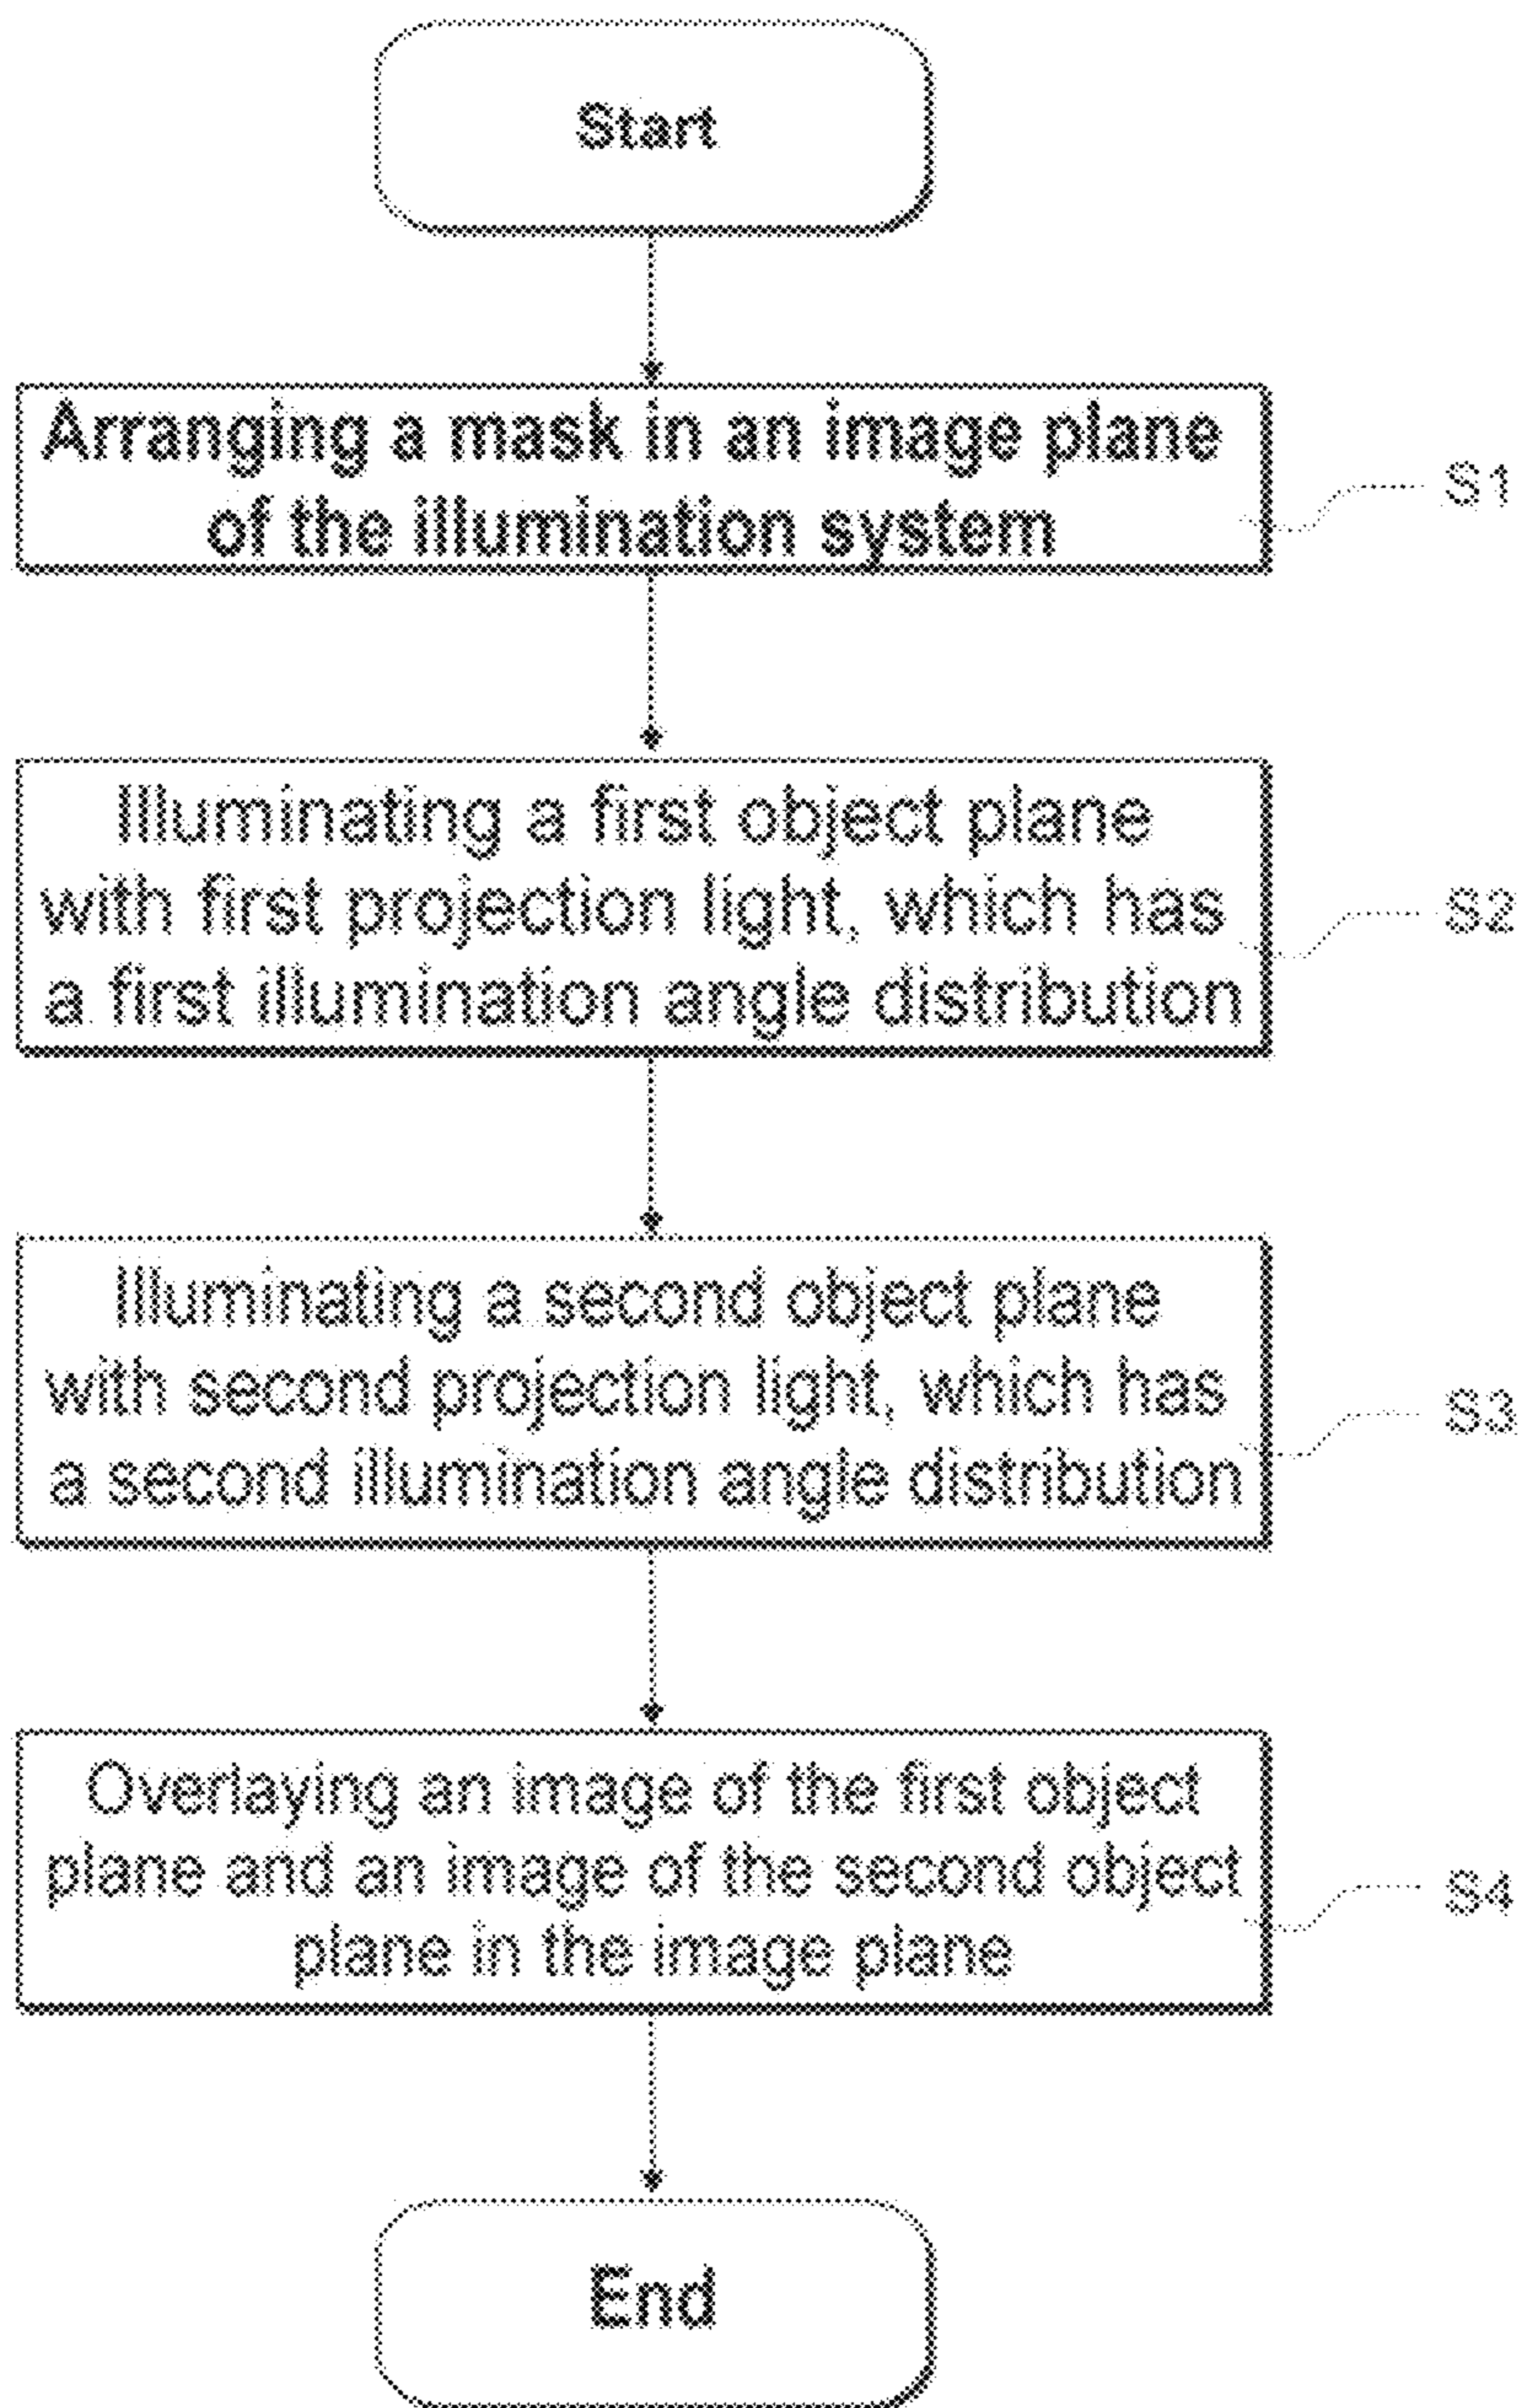 Start
Arranging a mask in an image plane
of the illumination system
S1
Illuminating a first object plane
with first projection light, which has
a first illumination angle distribution
S2
Illuminating a second object plane
with second projection light, which has
a second illumination angle distribution
S3
Overlaying an image of the first object
plane and an image of the second object
plane in the image plane
S4
End